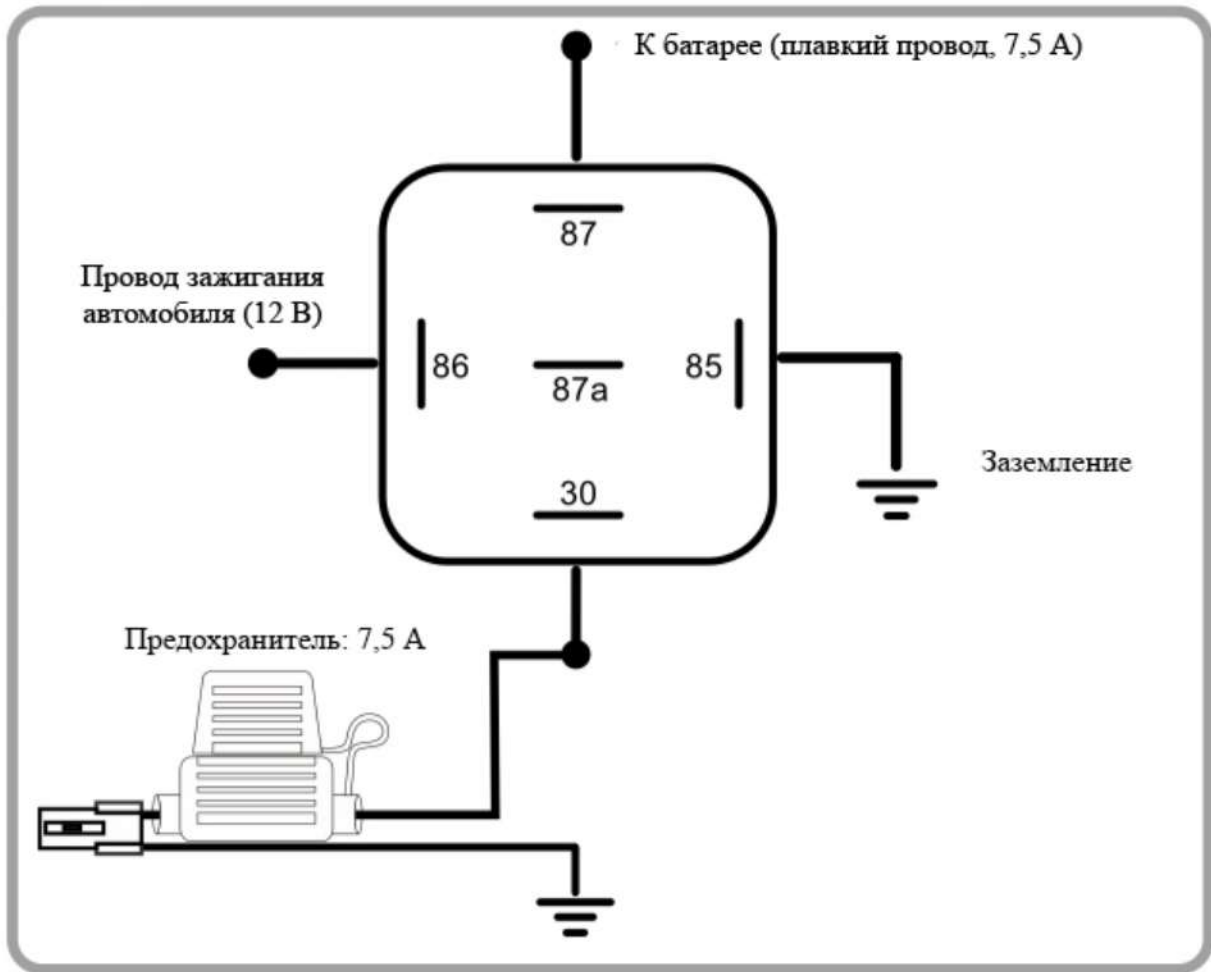 К батарее (плавкий провод, 7,5 А)
87
Провод зажигания
автомобиля (12 В)
86
87a
85
Заземление
30
Предохранитель: 7,5 А